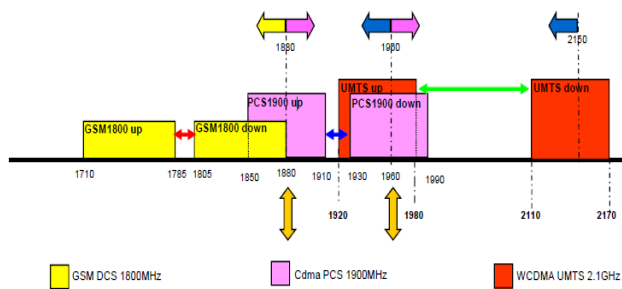 1880
1960
2150
UMTS up
UMTS down
PCS1900 up
PCS1900 down
GSM1800 up
GSM1800 down
1710
1785
1805
1850
1880
1910
1930
1960
1990
1920
1980
2110
2170
GSM DCS 1800MHz
Cdma PCS 1900MHz
WCDMA UMTS 2.1GHz